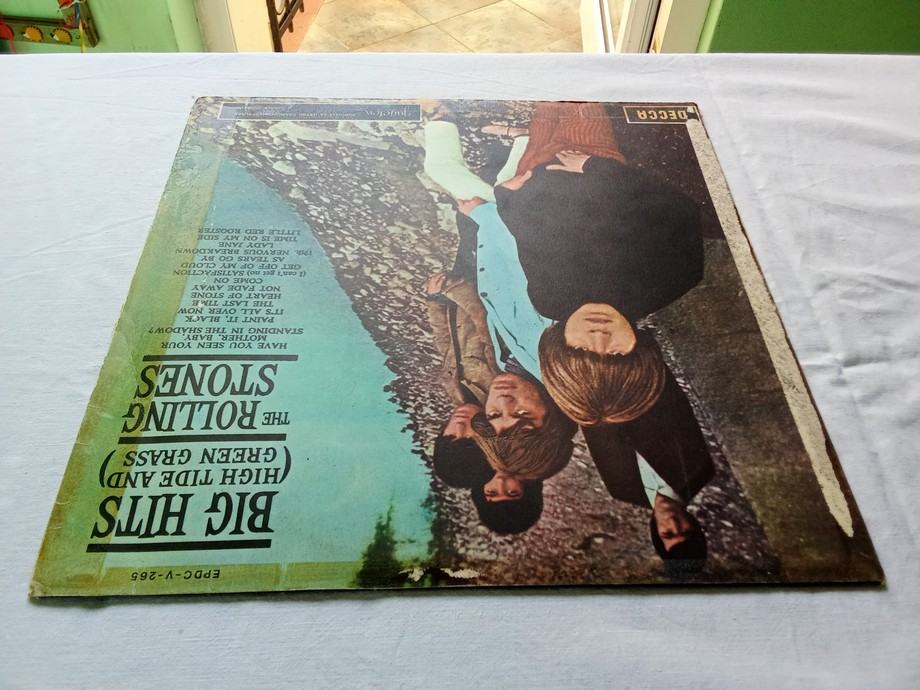 EPDC-V-265
BIG HITS
(HIGH TIDE AND
GREEN GRASS)
THE ROLLING
STONES
HAVE YOU SEEN YOUR
MOTHER, BABY,
STANDING IN THE SHADOW?
PAINT IT, BLACK
IT'S ALL OVER NOW
THE LAST TIME
HEART OF STONE
NOT FADE AWAY
COME ON
(I can't get no) SATISFACTION
GET OFF OF MY CLOUD
AS TEARS GO BY
19th. NERVOUS BREAKDOWN
LADY JANE
TIME IS ON MY SIDE
LITTLE RED ROOSTER
DECCA
jugoton